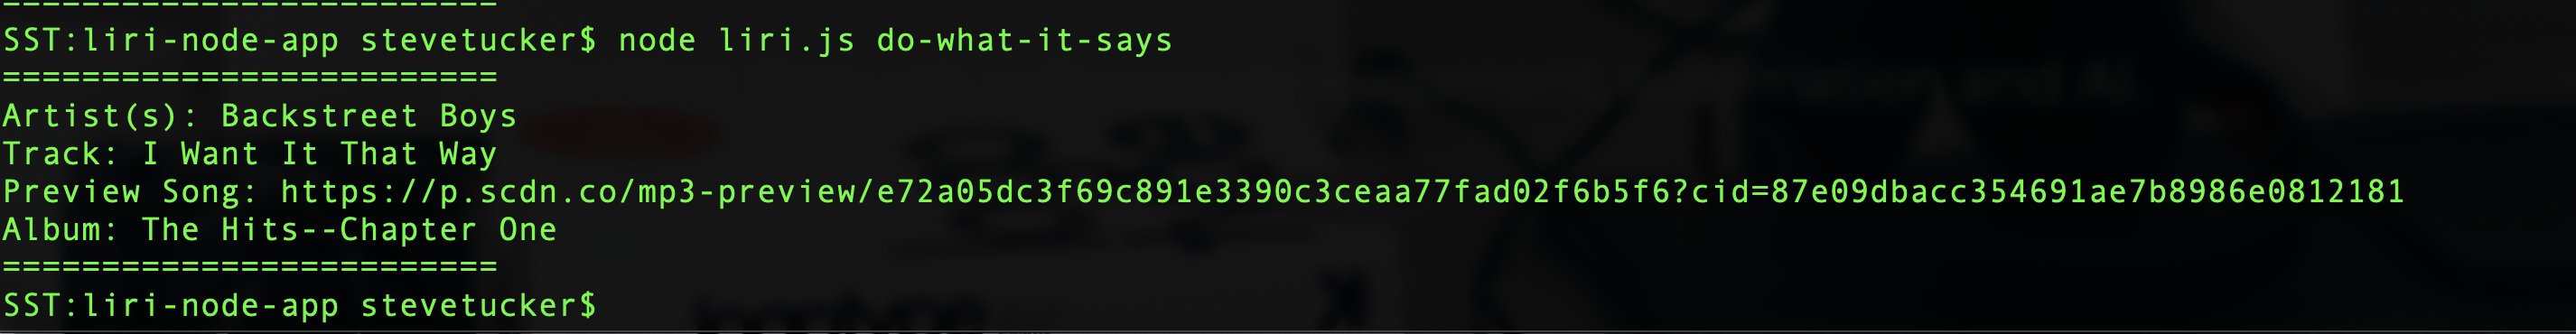 =========================
SST:liri-node-app stevetucker$ node liri.js do-what-it-says
=========================
Artist(s): Backstreet Boys
Track: I Want It That Way
Preview Song: https://p.scdn.co/mp3-preview/e72a05dc3f69c891e3390c3ceaa77fad02f6b5f6?cid=87e09dbacc354691ae7b8986e0812181
Album: The Hits--Chapter One
=========================
SST:liri-node-app stevetucker$